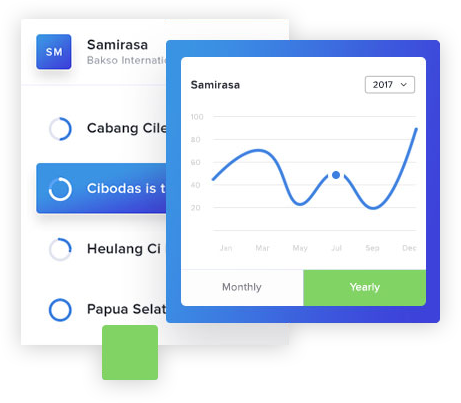 SM
Samirasa
Bakso Internatio
Cabang Cile
Cibodas is t
Heulang Ci
Papua Selat
Samirasa
2017
100
80
60
40
20
Jan Mar May Jul Sep Dec
Monthly Yearly